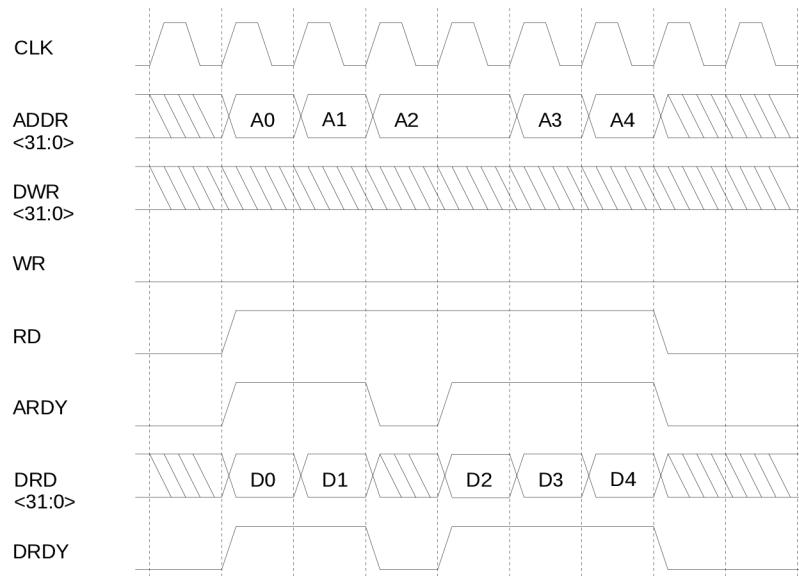 CLK
ADDR
<31:0>
A0 A1 A2 A3 A4
DWR
<31:0>
WR
RD
ARDY
DRD
<31:0>
D0 D1 D2 D3 D4
DRDY